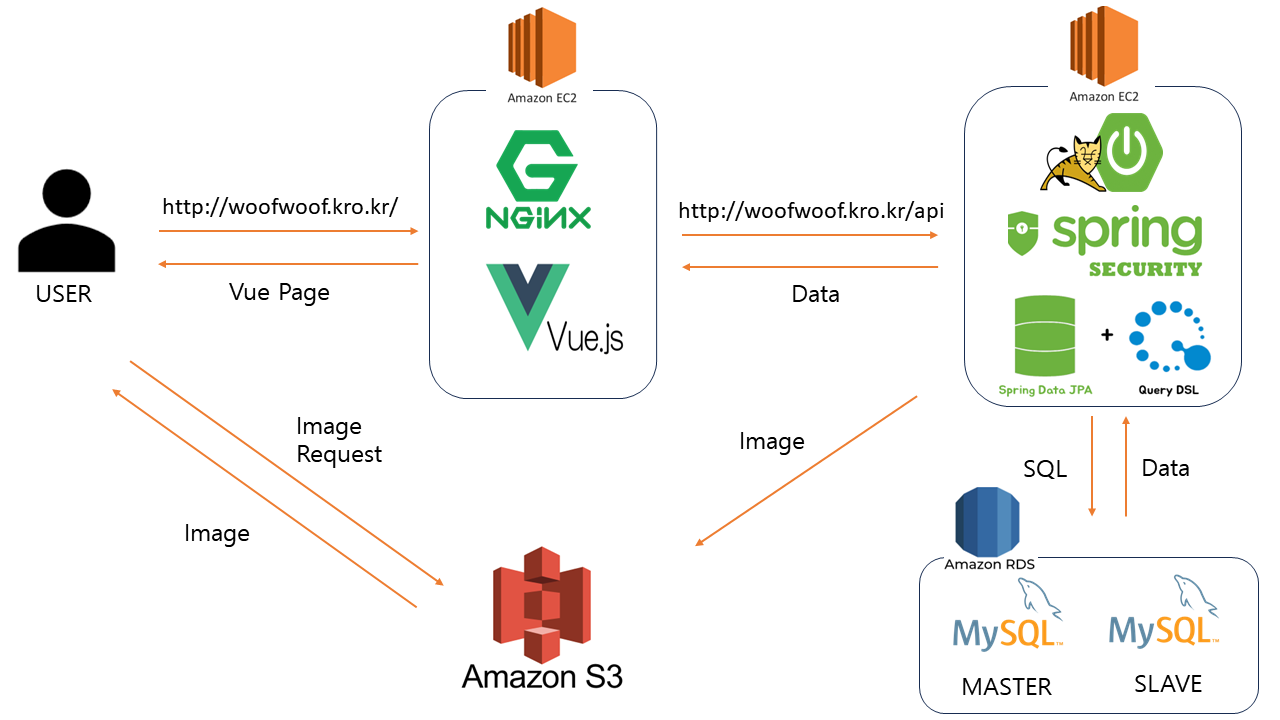 Amazon EC2
Amazon EC2
NGiNX
Vue.js
spring
SECURITY
Spring Data JPA
+
Query DSL
http://woofwoof.kro.kr/
http://woofwoof.kro.kr/api
USER
Vue Page
Data
Image
Request
Image
Image
SQL
Data
Amazon S3
Amazon RDS
MySQL™
MASTER
MySQL™
SLAVE